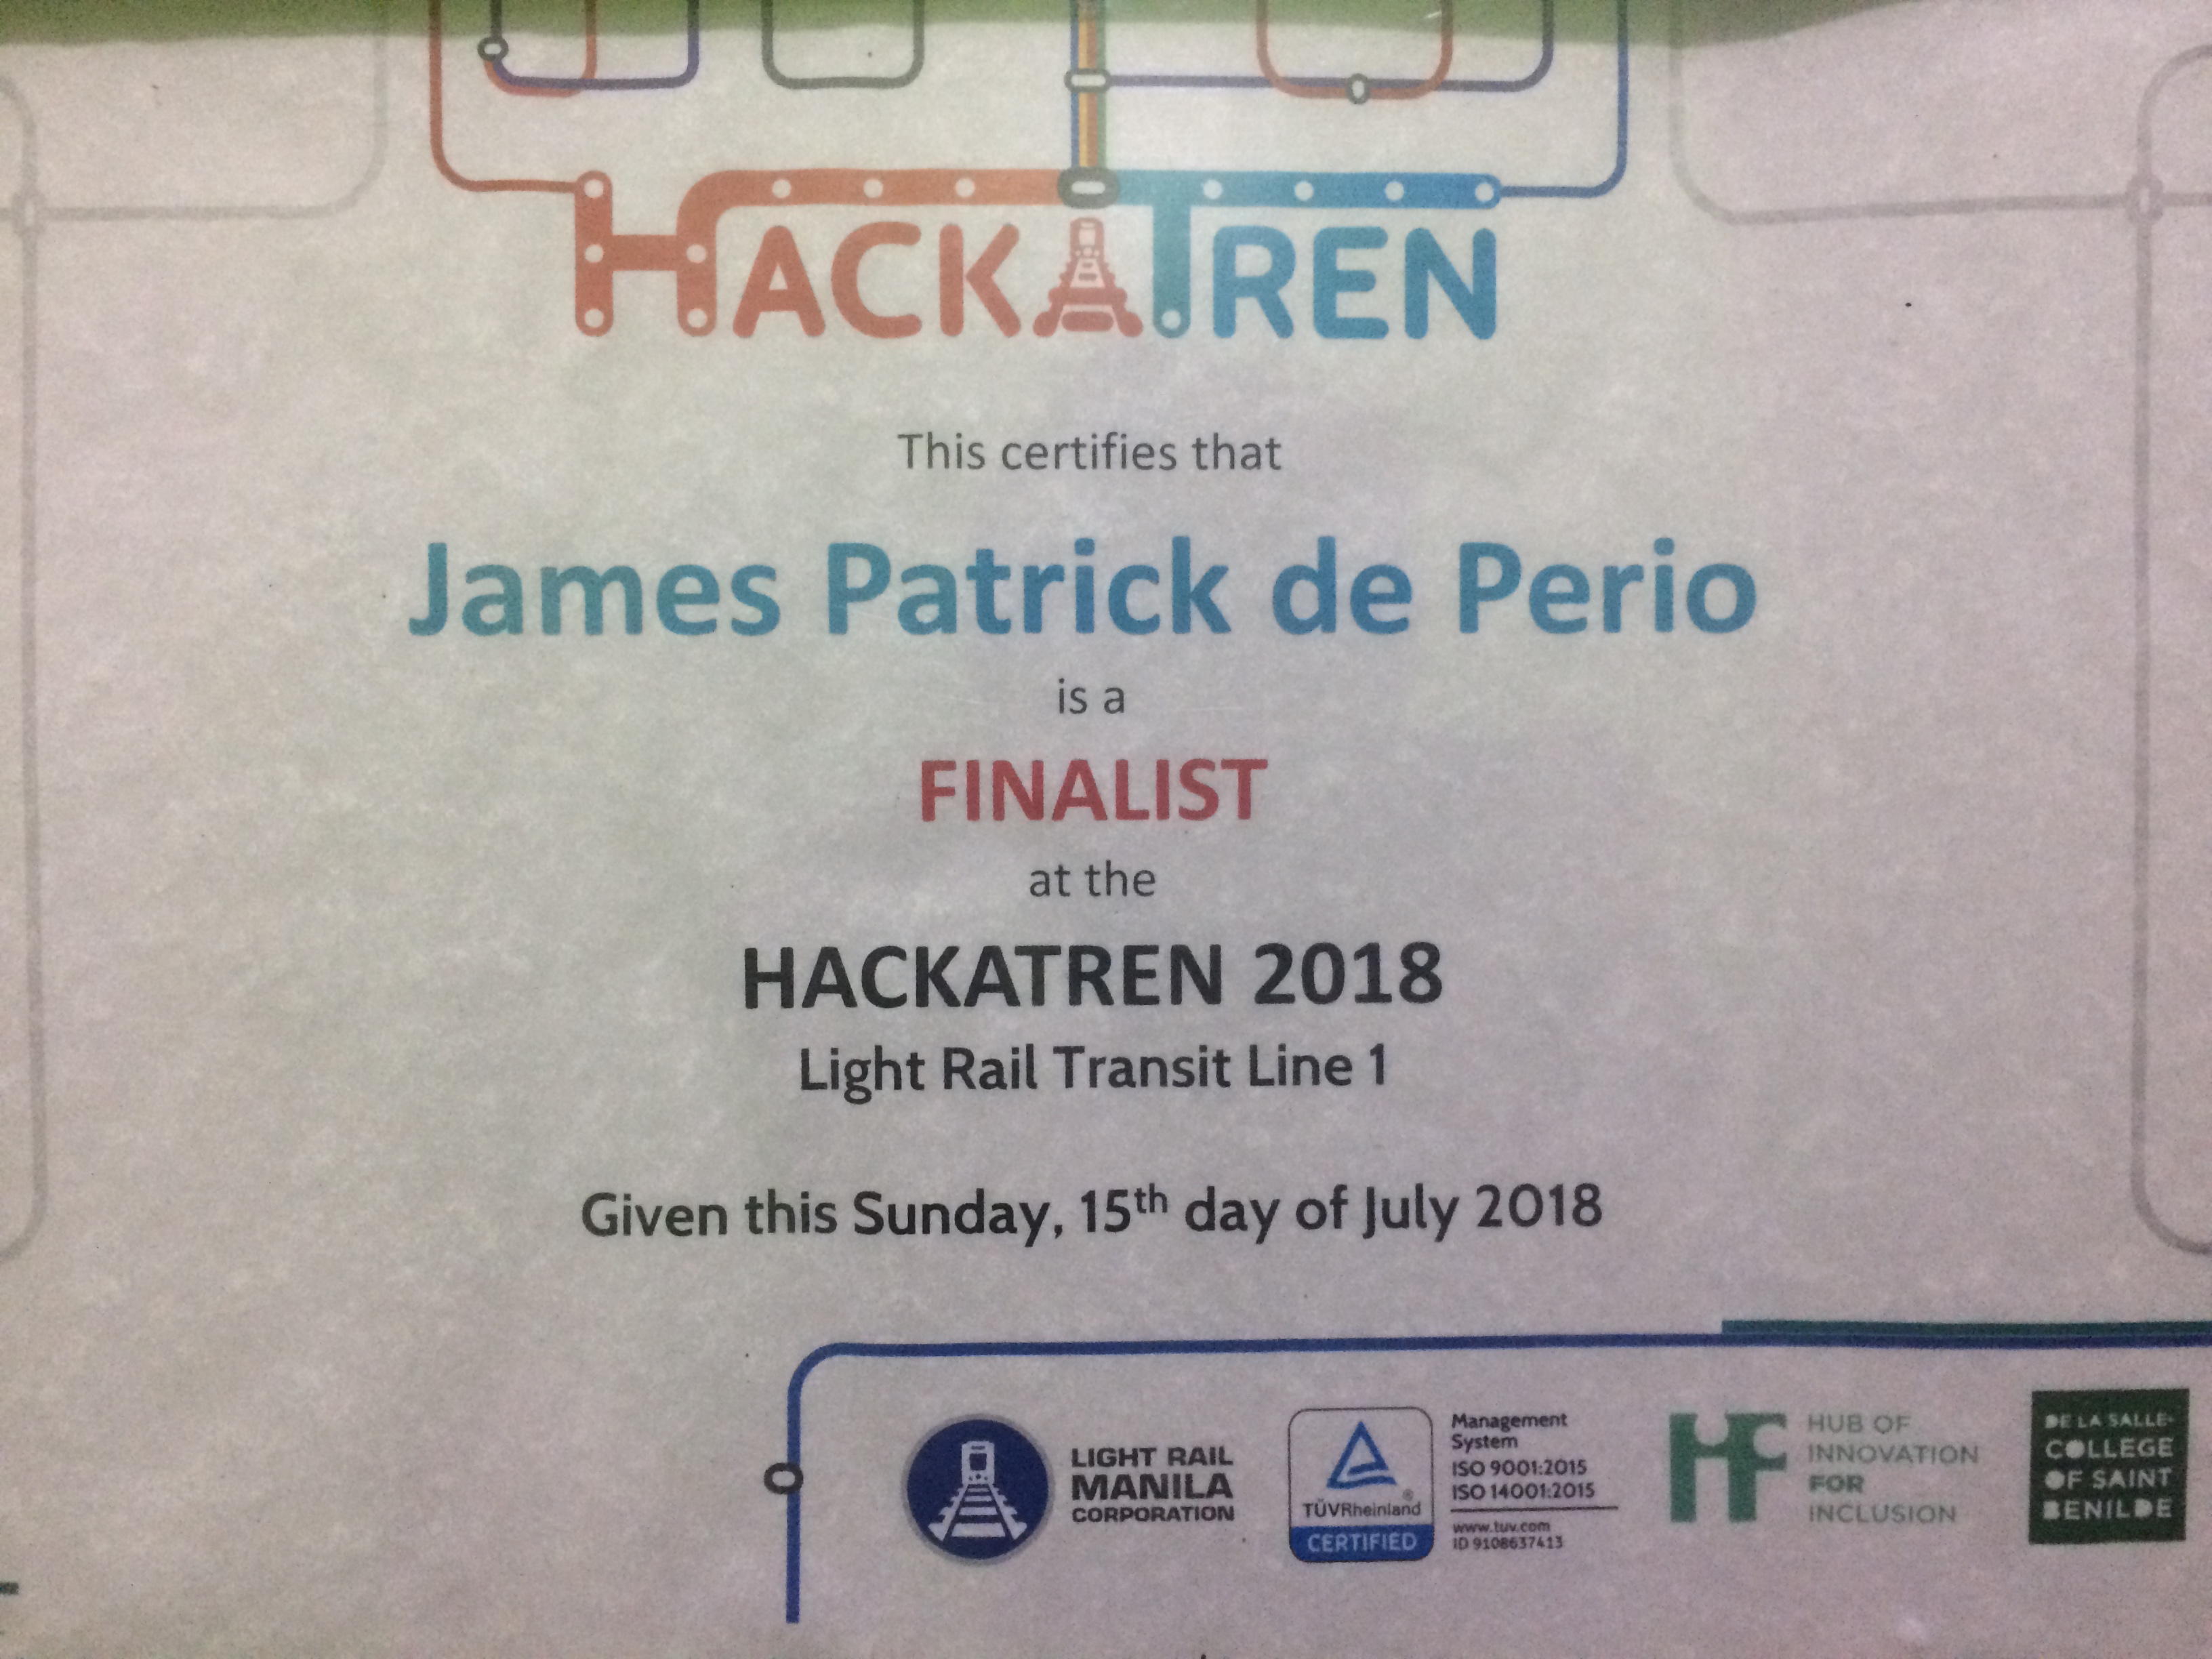 HACKATREN
This certifies that
James Patrick de Perio
is a
FINALIST
at the
HACKATREN 2018
Light Rail Transit Line 1
Given this Sunday, 15th day of July 2018
LIGHT RAIL
MANILA
CORPORATION
TÜVRheinland®
CERTIFIED
Management
System
ISO 9001:2015
ISO 14001:2015
www.tuv.com
ID 9108637413
HUB OF
INNOVATION
FOR
INCLUSION
DE LA SALLE-
COLLEGE
OF SAINT
BENILDE